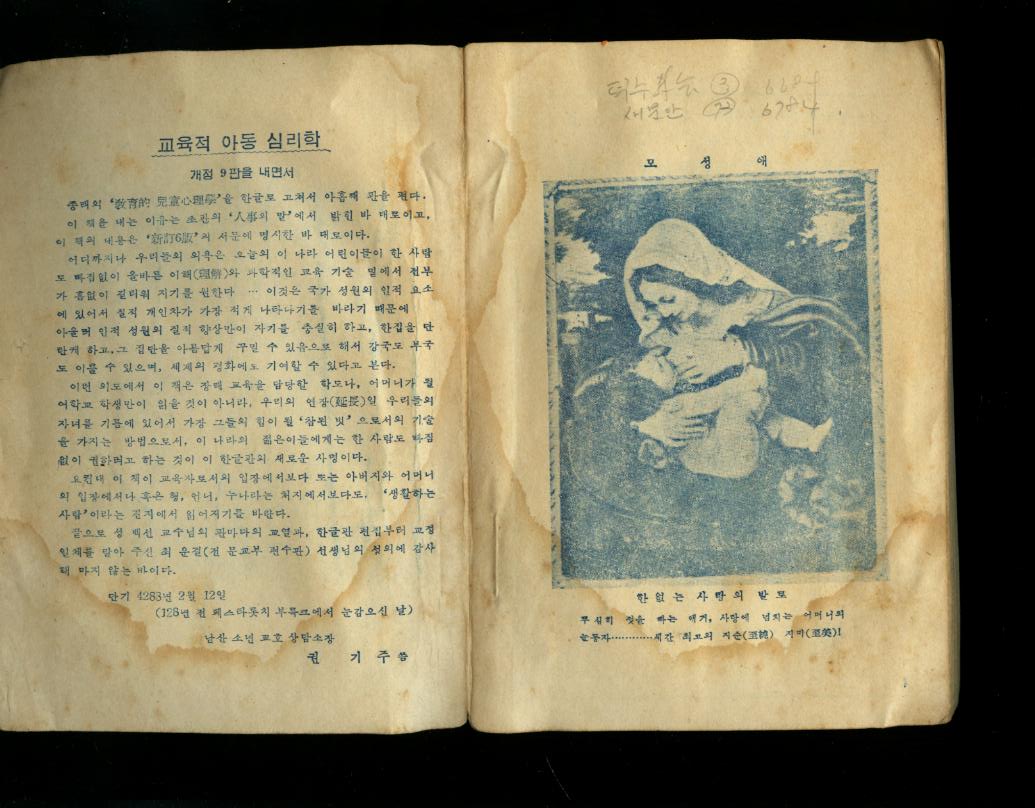 교육적 아동 심리학
개정 9판을 내면서
종래의 '敎育的 兒童心理學'을 한글로 고쳐서 아홉째 판을 편다.
이 책을 내는 이유는 초판의 '人事의 말'에서 밝힌 바 대로이고,
이 책의 내용은 '新訂6版'의 서문에 명시한 바 대로이다.
어디까지나 우리들의 의욕은 오늘의 이 나라 어린이들이 한 사람
도 빠짐없이 올바른 이해(理解)와 과학적인 교육 기술 밑에서 전부
가 흠없이 길러워 지기를 원한다 … 이것은 국가 성원의 인적 요소
에 있어서 질적 개인차가 가장 적게 나타나기를 바라기 때문에
아울러 인적 성원의 질적 향상만이 자기를 충실히 하고, 한집을 단
란케 하고, 그 집단을 아름답게 꾸밀 수 있음으로 해서 강국도 부국
도 이룰 수 있으며, 세계의 평화에도 기여할 수 있다고 본다.
이런 의도에서 이 책은 장래 교육을 담당할 학도나, 어머니가 될
여학교 학생만이 읽을 것이 아니라, 우리의 연장(延長)일 우리들의
자녀를 기름에 있어서 가장 그들의 힘이 될 '참된 빛'으로서의 기술
을 가지는 방법으로서, 이 나라의 젊은이들에게는 한 사람도 빠짐
없이 권하려고 하는 것이 이 한글판의 새로운 사명이다.
요컨대 이 책이 교육자로서의 입장에서보다 또는 아버지와 어머니
의 입장에서나 혹은 형, 언니, 누나라는 처지에서보다도, '생활하는
사람'이라는 견지에서 읽어지기를 바란다.
끝으로 성 백선 교수님의 판마다의 교열과, 한글판 편집부터 교정
일체를 맡아 주신 최 운걸(전 문교부 편수관) 선생님의 성의에 감사
해 마지 않는 바이다.
단기 4283년 2월 12일
(128년 전 페스타롯치 부룩크에서 눈감으신 날)
남산 소년 교호 상담소장
권 기 주 씀
③ 6684
새문안 6784.
모 성 애
한없는 사랑의 발로
무심히 젖을 빠는 애기, 사랑에 넘치는 어머니의
눈동자…………세간 최고의 지순(至純) 지미(至美)!